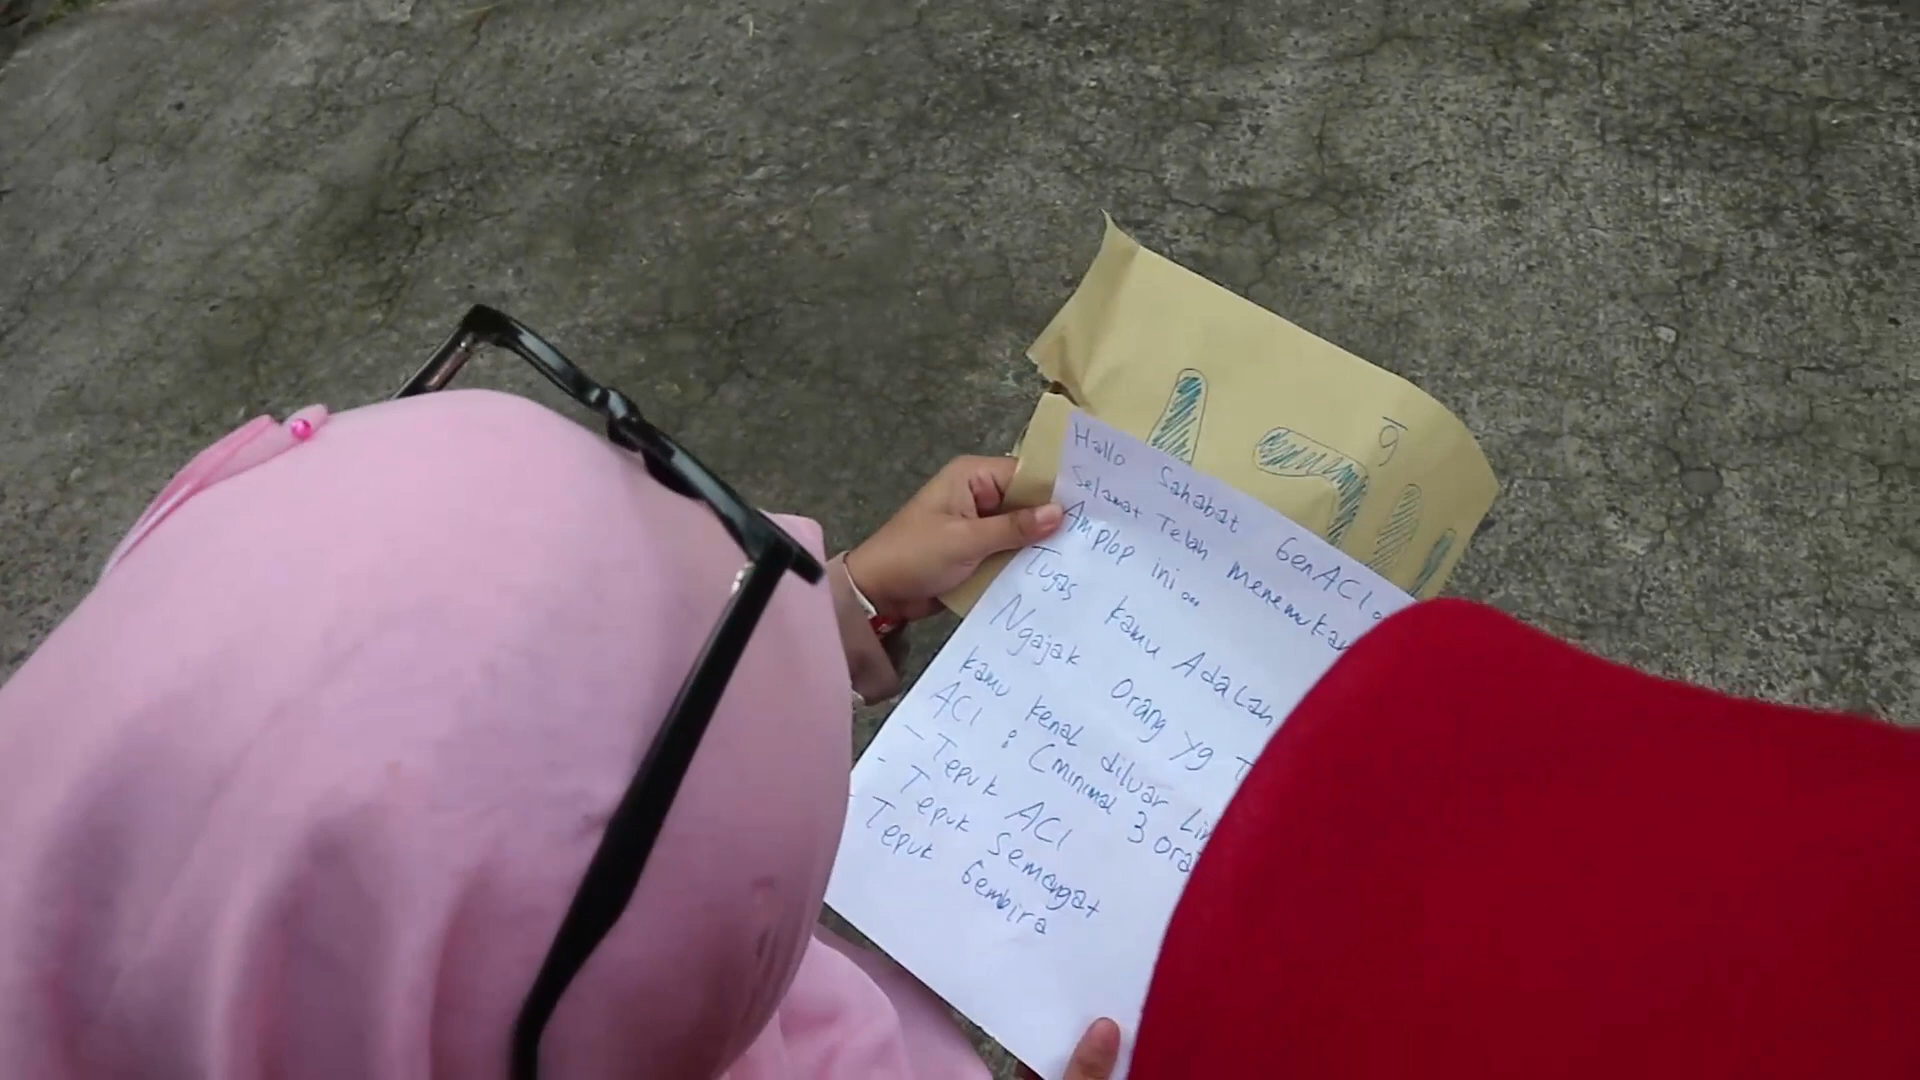 Hallo Sahabat GenACI.
Selamat Telah menemukan
Amplop ini ...
Tugas kamu Adalah
Ngajak Orang yg
kamu kenal diluar
ACI : (minimal 3
- Tepuk ACI
- Tepuk Semangat
- Tepuk Gembira